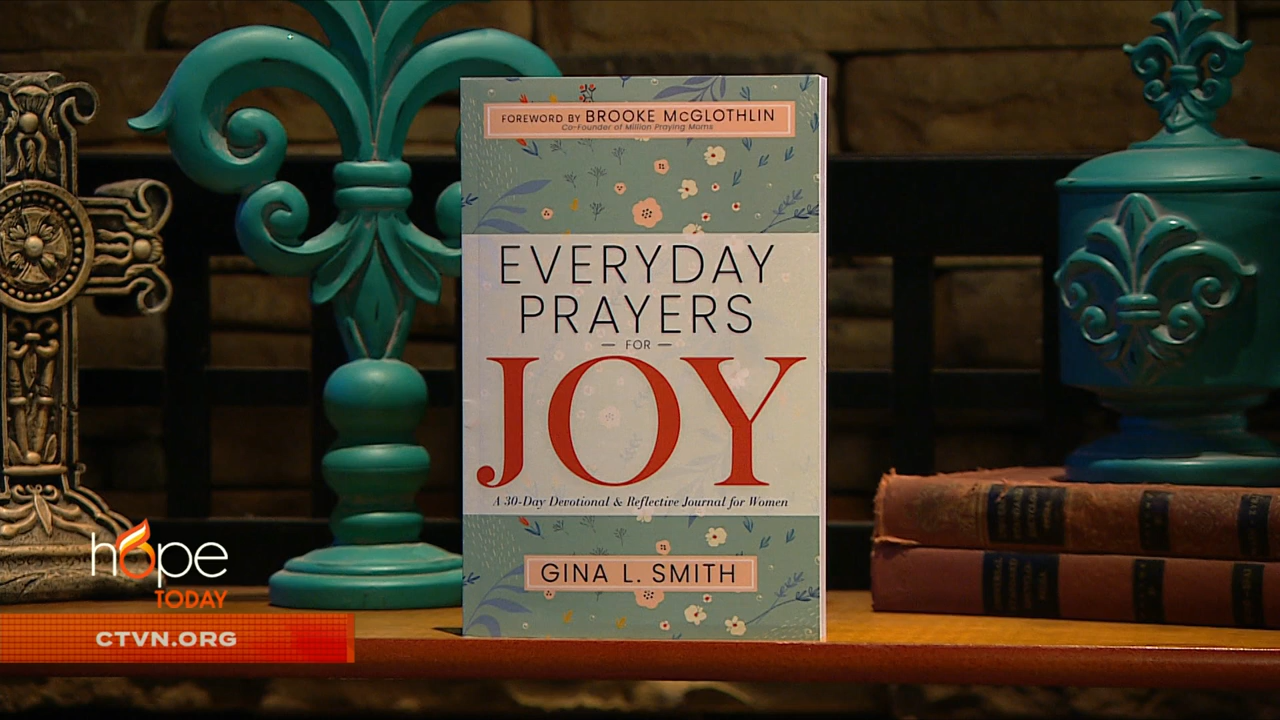 FOREWORD BY BROOKE McGLOTHLIN
Co-Founder of Million Praying Moms
EVERYDAY
PRAYERS
— FOR —
JOY
A 30-Day Devotional & Reflective Journal for Women
GINA L. SMITH
hope
TODAY
CTVN.ORG